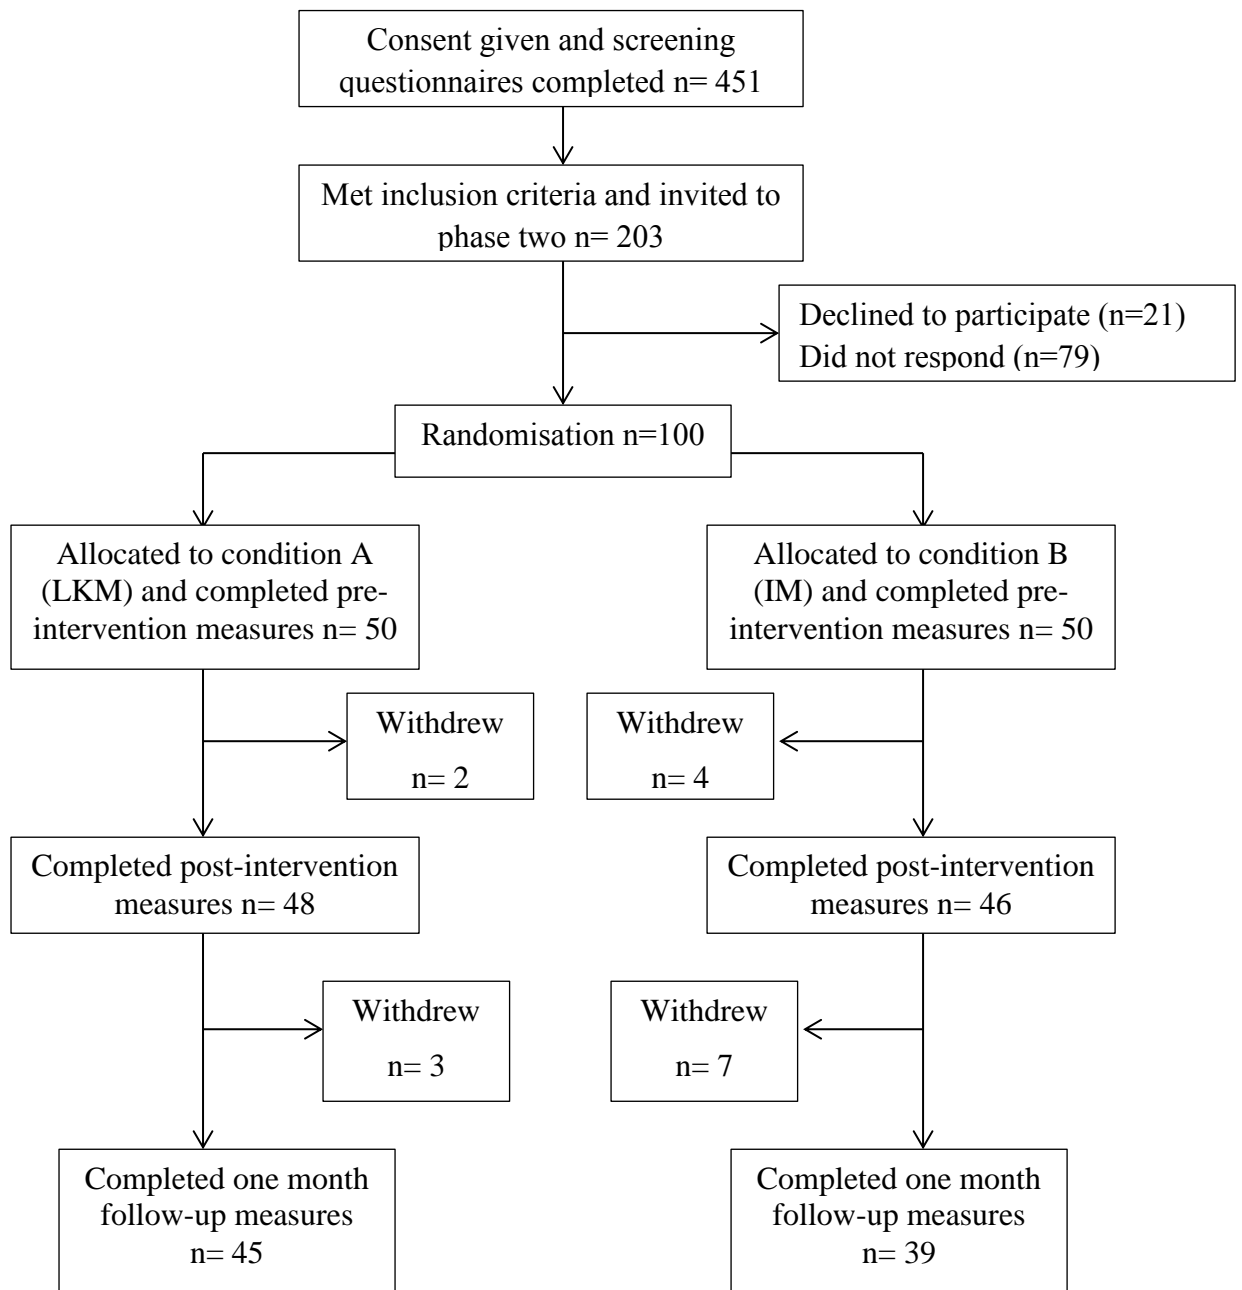 Consent given and screening
questionnaires completed n= 451
Met inclusion criteria and invited to
phase two n= 203
Declined to participate (n=21)
Did not respond (n=79)
Randomisation n=100
Allocated to condition A
(LKM) and completed pre-
intervention measures n= 50
Allocated to condition B
(IM) and completed pre-
intervention measures n= 50
Withdrew
n= 2
Withdrew
n= 4
Completed post-intervention
measures n= 48
Completed post-intervention
measures n= 46
Withdrew
n= 3
Withdrew
n= 7
Completed one month
follow-up measures
n= 45
Completed one month
follow-up measures
n= 39